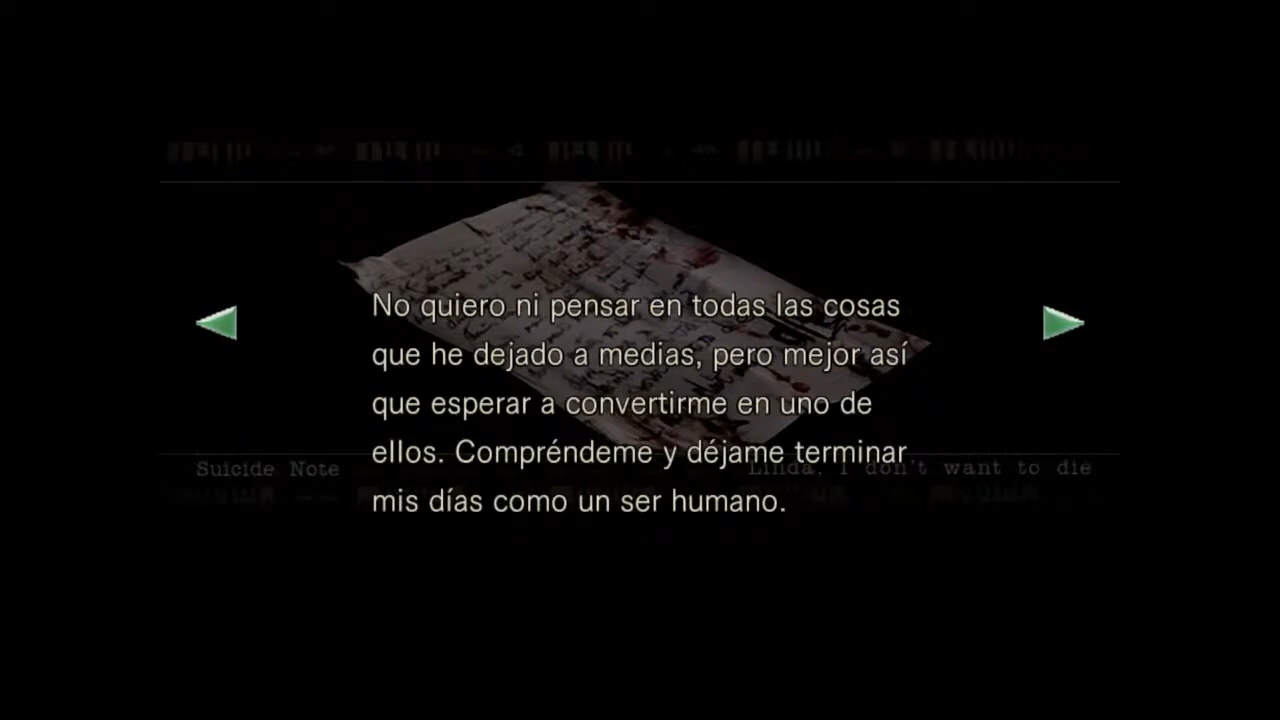 No quiero ni pensar en todas las cosas
que he dejado a medias, pero mejor así
que esperar a convertirme en uno de
ellos. Compréndeme y déjame terminar
Suicide Note
Linda, I don't want to die
mis días como un ser humano.